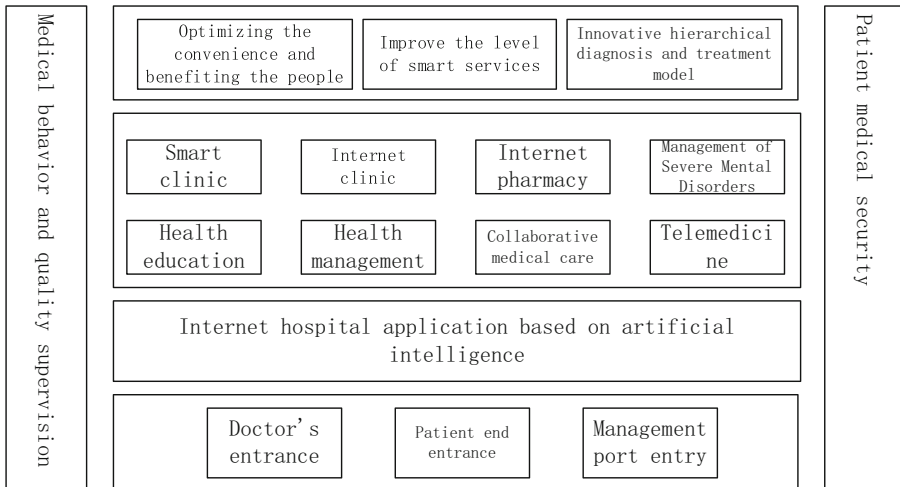 Medical behavior and quality supervision
Optimizing the
convenience and
benefiting the people
Improve the level
of smart services
Innovative hierarchical
diagnosis and treatment
model
Smart
clinic
Internet
clinic
Internet
pharmacy
Management of
Severe Mental
Disorders
Health
education
Health
management
Collaborative
medical care
Telemedici
ne
Internet hospital application based on artificial
intelligence
Doctor's
entrance
Patient end
entrance
Management
port entry
Patient medical security